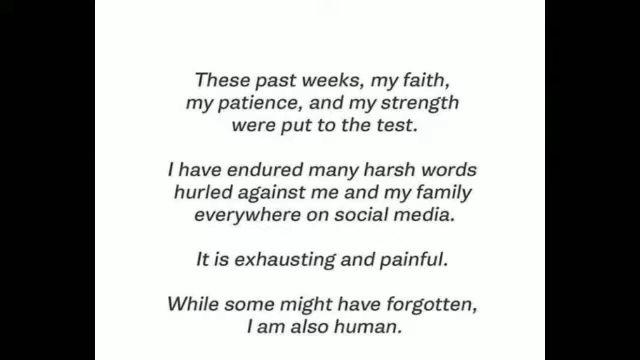 These past weeks, my faith,
my patience, and my strength
were put to the test.
I have endured many harsh words
hurled against me and my family
everywhere on social media.
It is exhausting and painful.
While some might have forgotten,
I am also human.